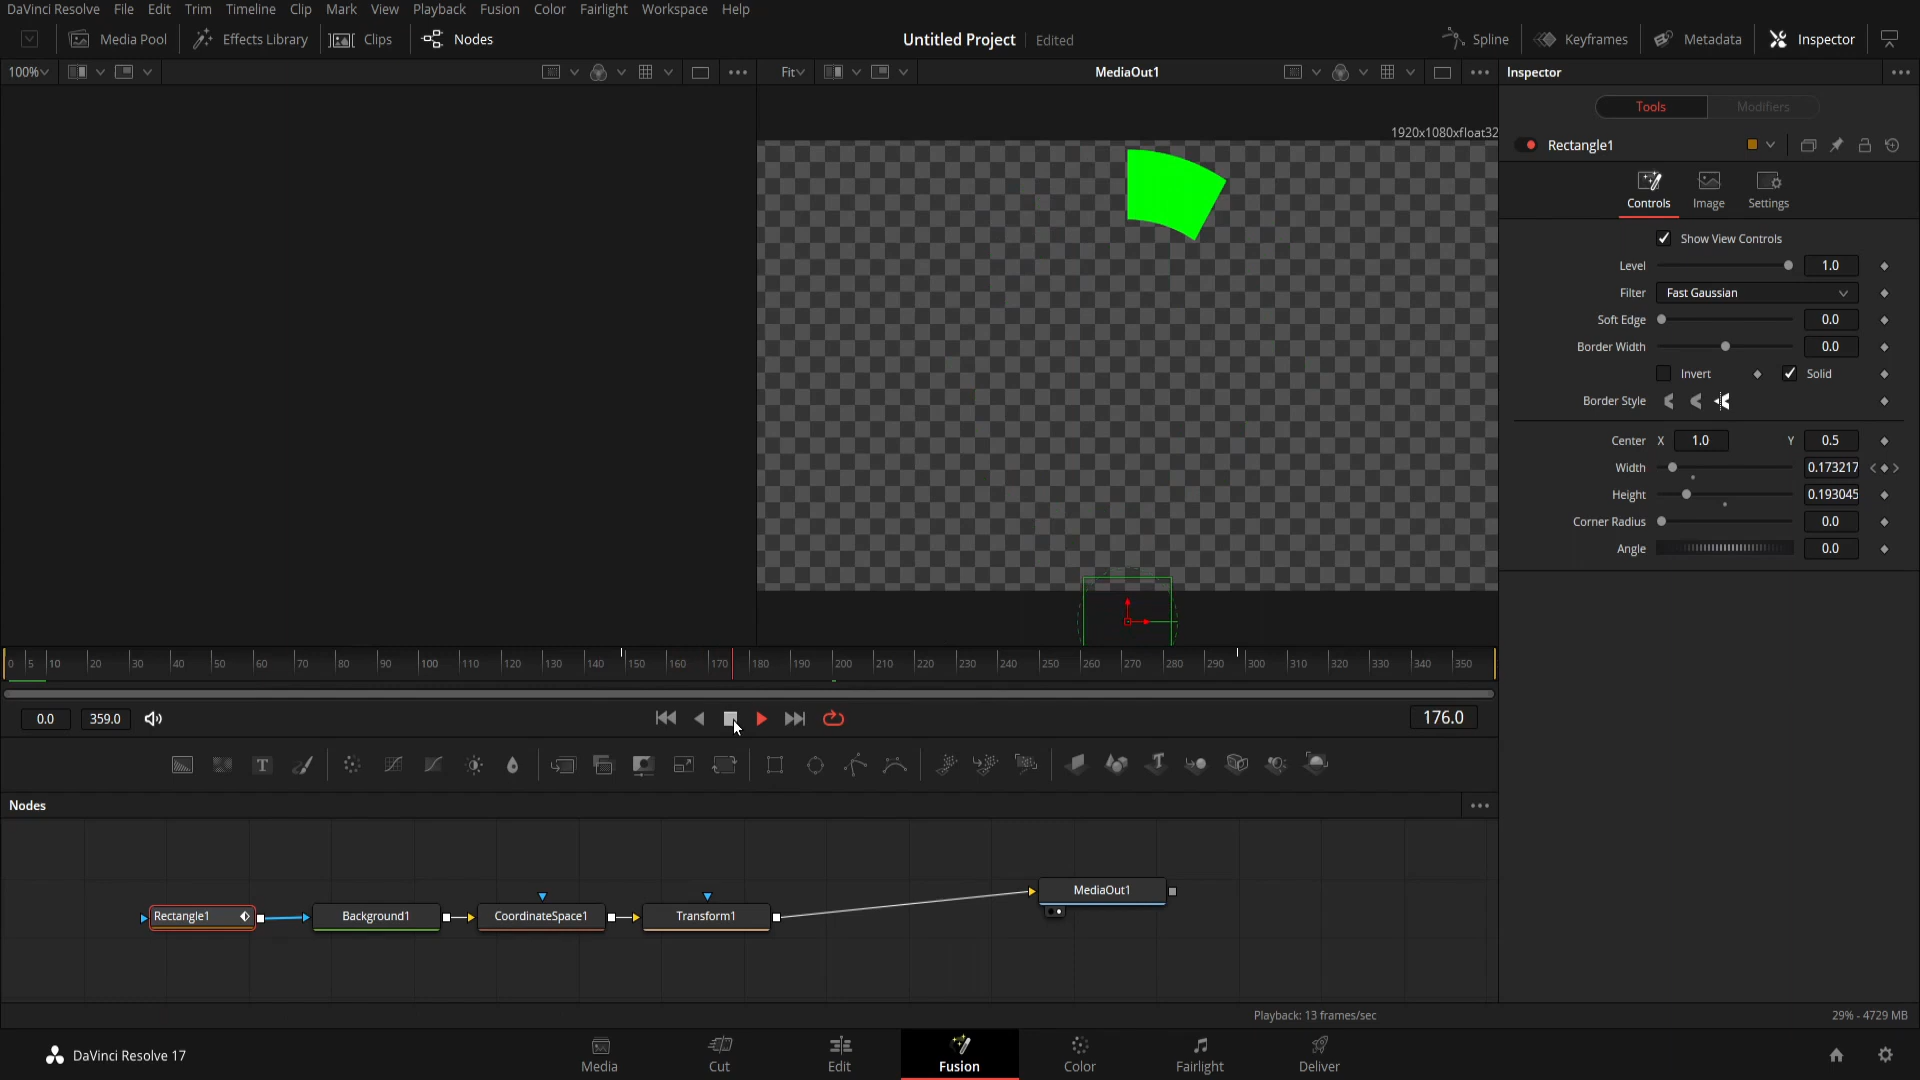 DaVinci Resolve File Edit Trim Timeline Clip Mark View Playback Fusion Color Fairlight Workspace Help
Media Pool Effects Library Clips Nodes Untitled Project Edited Spline Keyframes Metadata Inspector
100% Fit MediaOut1 Inspector
Tools Modifiers
1920x1080xfloat32
Rectangle1
Controls Image Settings
Show View Controls
Level 1.0
Filter Fast Gaussian
Soft Edge 0.0
Border Width 0.0
Invert Solid
Border Style
Center X 1.0 Y 0.5
Width 0.173217
Height 0.193045
Corner Radius 0.0
Angle 0.0
0 5 10 20 30 40 50 60 70 80 90 100 110 120 130 140 150 160 170 180 190 200 210 220 230 240 250 260 270 280 290 300 310 320 330 340 350
0.0 359.0 176.0
T
Nodes
Rectangle1 Background1 CoordinateSpace1 Transform1 MediaOut1
Playback: 13 frames/sec 29% - 4729 MB
DaVinci Resolve 17 Media Cut Edit Fusion Color Fairlight Deliver